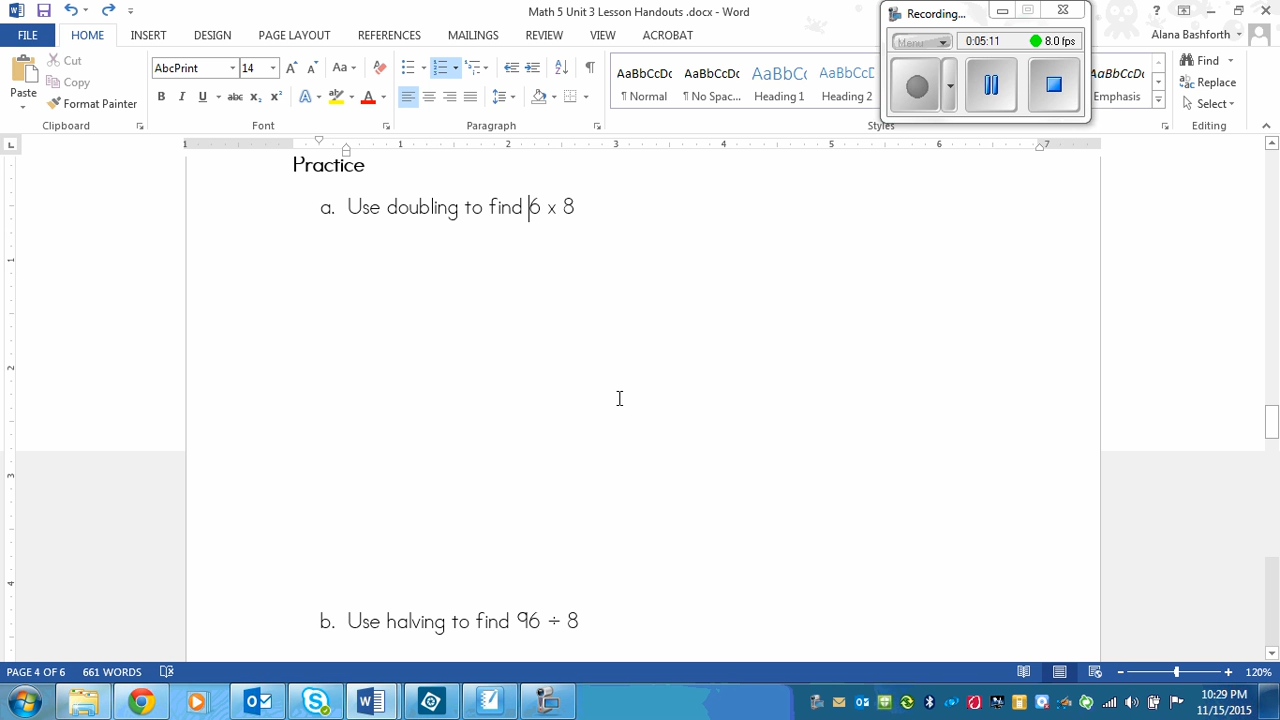 Math 5 Unit 3 Lesson Handouts .docx - Word
Recording...
Menu
0:05:11
8.0 fps
FILE HOME INSERT DESIGN PAGE LAYOUT REFERENCES MAILINGS REVIEW VIEW ACROBAT
Alana Bashforth
Paste
Cut
Copy
Format Painter
Clipboard
AbcPrint 14
Font
Paragraph
AaBbCcDc AaBbCcDc AaBbCc AaBbCcD AaBbCcDc
¶ Normal ¶ No Spac... Heading 1 Heading 2 Emphasis
Styles
Find
Replace
Select
Editing
Practice
a. Use doubling to find 6 x 8
b. Use halving to find 96 ÷ 8
PAGE 4 OF 6 661 WORDS
120%
10:29 PM
11/15/2015